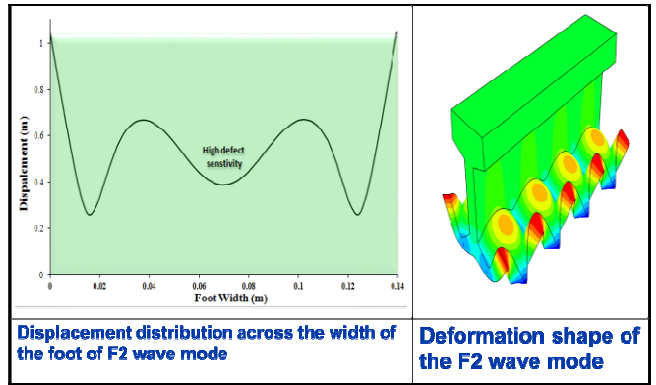 1
0.8
0.6
0.4
0.2
0
Dispalcement (m)
High defect
senstivity
0 0.02 0.04 0.06 0.08 0.1 0.12 0.14
Foot Width (m)
Displacement distribution across the width of
the foot of F2 wave mode
Deformation shape of
the F2 wave mode